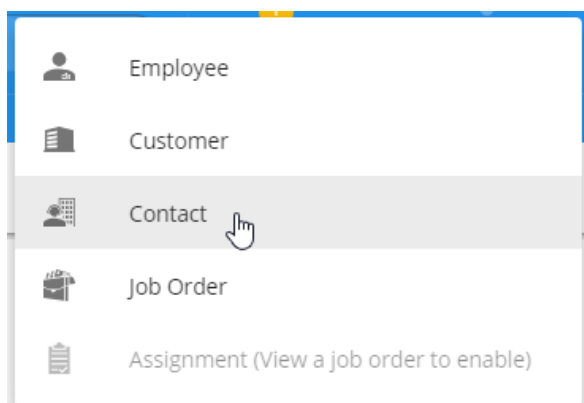 Employee
Customer
Contact
Job Order
Assignment (View a job order to enable)